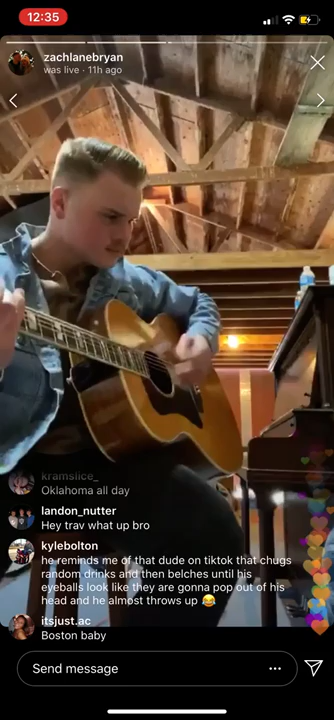 12:35
zachlanebryan
was live · 11h ago
kramslice_
Oklahoma all day
landon_nutter
Hey trav what up bro
kylebolton
he reminds me of that dude on tiktok that chugs
random drinks and then belches until his
eyeballs look like they are gonna pop out of his
head and he almost throws up 😂
itsjust.ac
Boston baby
Send message